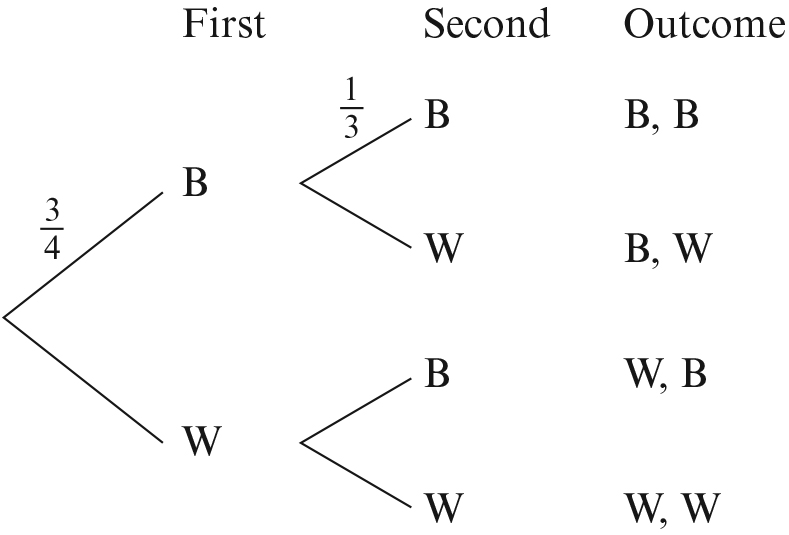 First Second Outcome
1/3
B B, B
B
3/4
W B, W
B W, B
W
W W, W